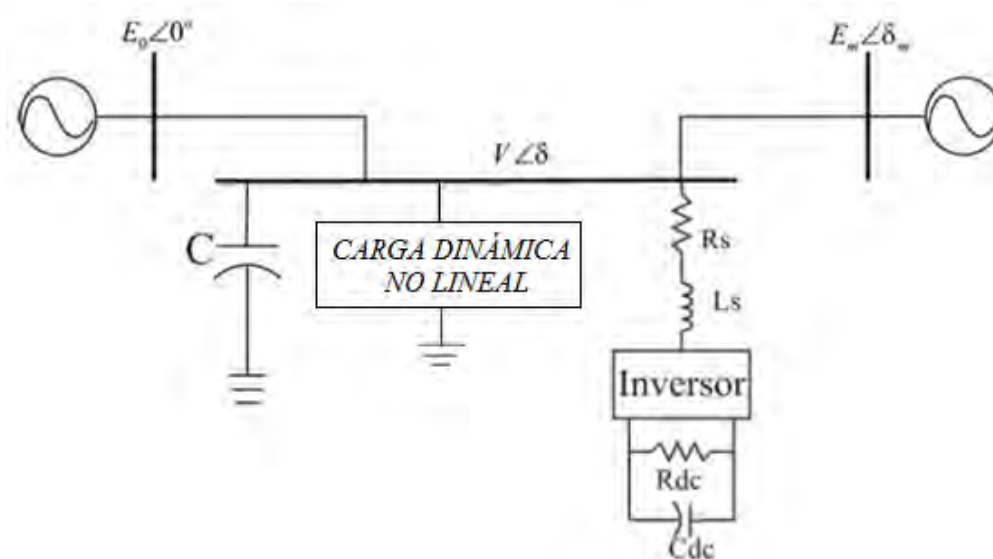 E₀∠0°
Eₘ∠δₘ
V∠δ
C
CARGA DINÁMICA
NO LINEAL
Rs
Ls
Inversor
Rdc
Cdc